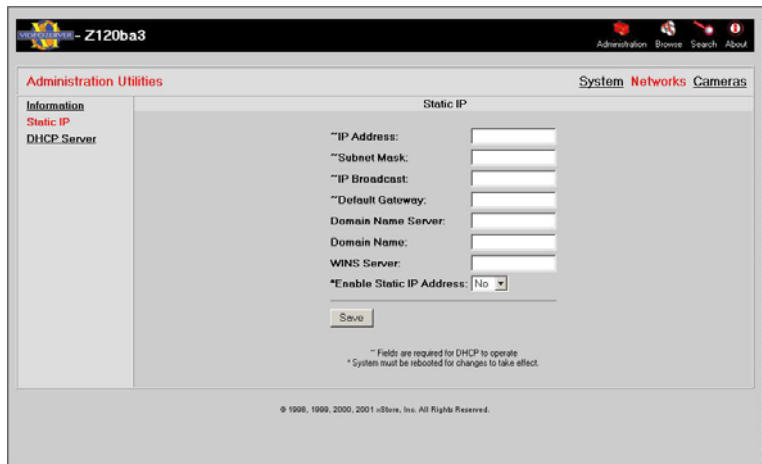 VIDEOZERVER - Z120ba3
Administration Browse Search About
Administration Utilities
System Networks Cameras
Information
Static IP
DHCP Server
Static IP
~IP Address:
~Subnet Mask:
~IP Broadcast:
~Default Gateway:
Domain Name Server:
Domain Name:
WINS Server:
*Enable Static IP Address: No
Save
~ Fields are required for DHCP to operate
* System must be rebooted for changes to take effect.
© 1998, 1999, 2000, 2001 xStore, Inc. All Rights Reserved.